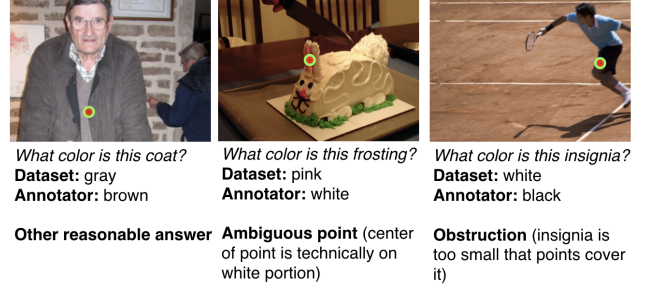 What color is this coat?
Dataset: gray
Annotator: brown
Other reasonable answer
What color is this frosting?
Dataset: pink
Annotator: white
Ambiguous point (center
of point is technically on
white portion)
What color is this insignia?
Dataset: white
Annotator: black
Obstruction (insignia is
too small that points cover
it)